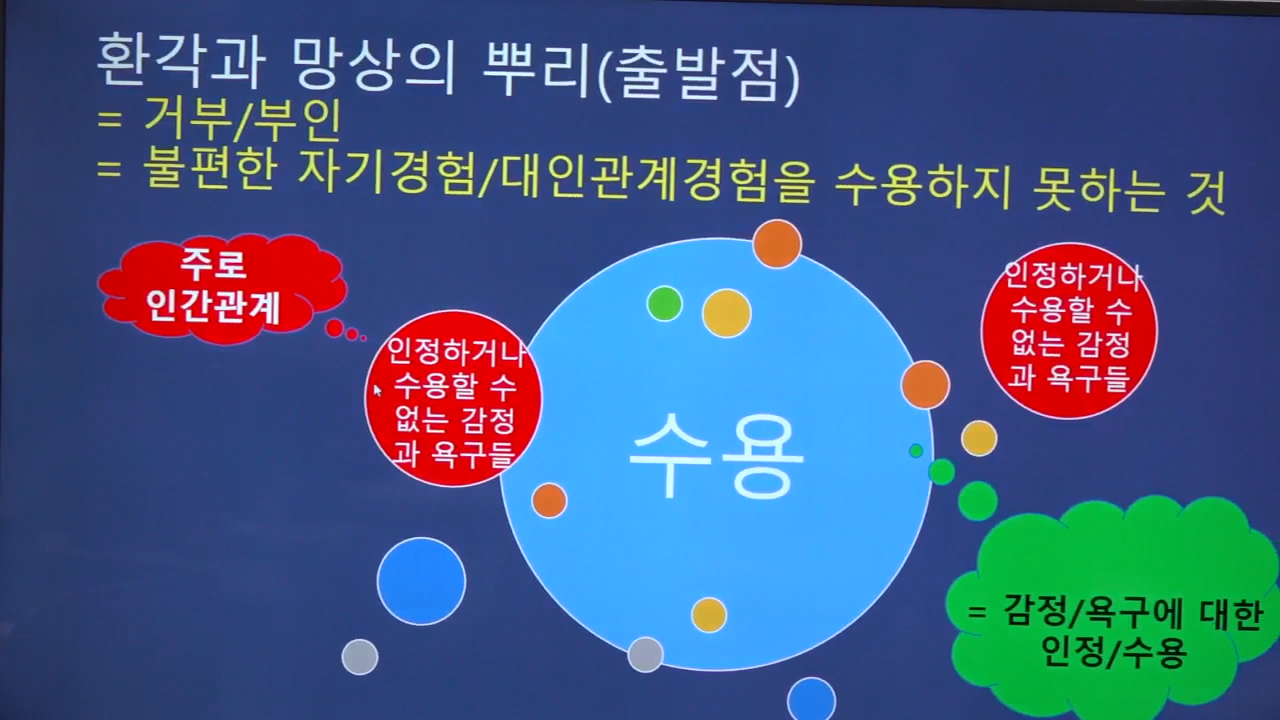 환각과 망상의 뿌리(출발점)
= 거부/부인
= 불편한 자기경험/대인관계경험을 수용하지 못하는 것
주로
인간관계
인정하거나
수용할 수
없는 감정
과 욕구들
수용
인정하거나
수용할 수
없는 감정
과 욕구들
= 감정/욕구에 대한
인정/수용